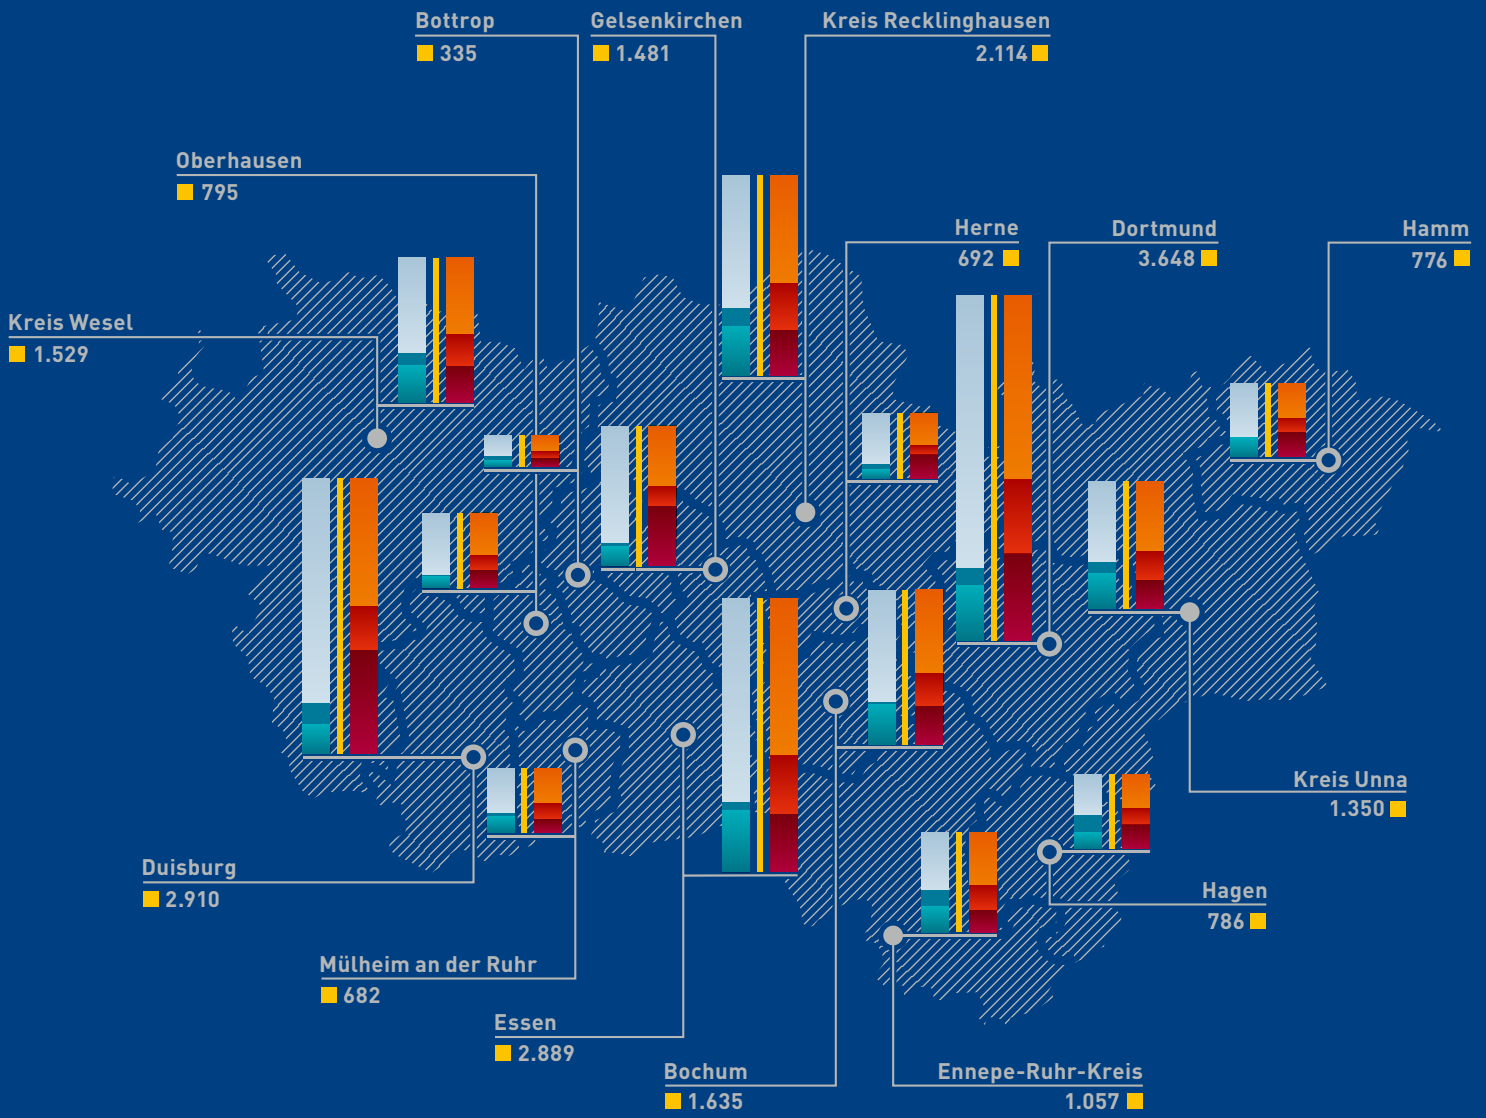 Bottrop
335
Gelsenkirchen
1.481
Kreis Recklinghausen
2.114
Oberhausen
795
Herne
692
Dortmund
3.648
Hamm
776
Kreis Wesel
1.529
Kreis Unna
1.350
Duisburg
2.910
Hagen
786
Mülheim an der Ruhr
682
Essen
2.889
Bochum
1.635
Ennepe-Ruhr-Kreis
1.057